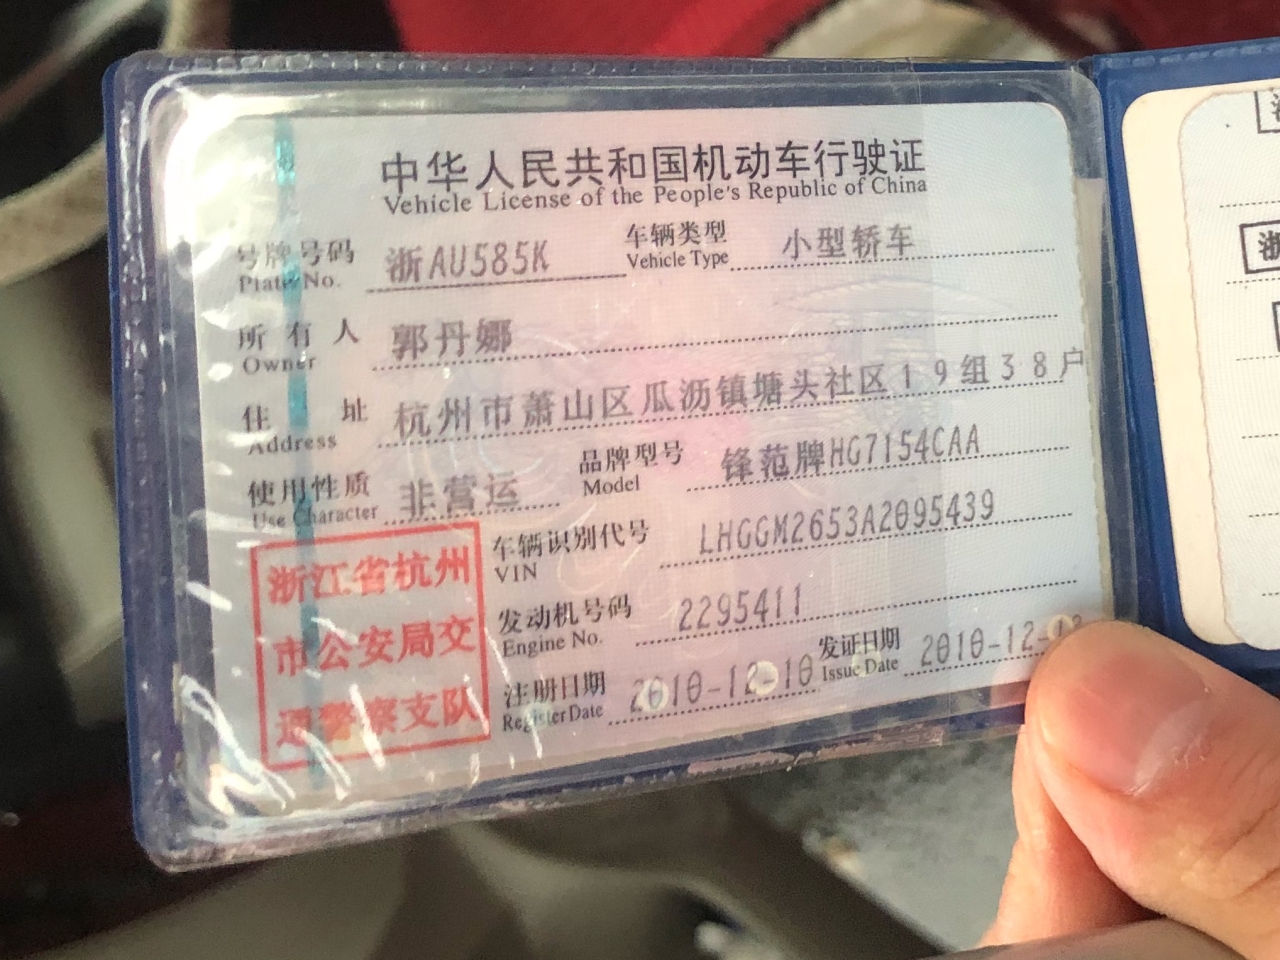 中华人民共和国机动车行驶证
Vehicle License of the People's Republic of China
号牌号码 浙AU585K 车辆类型 小型轿车
Plate No. Vehicle Type
所有人 郭丹娜
Owner
住址 杭州市萧山区瓜沥镇塘头社区19组38户
Address
使用性质 非营运 品牌型号 锋范牌HG7154CAA
Use Character Model
浙江省杭州
市公安局交
通警察支队
车辆识别代号 LHGGM2653A2095439
VIN
发动机号码 2295411
Engine No.
注册日期 2010-12-10 发证日期 2010-12-
Register Date Issue Date
浙